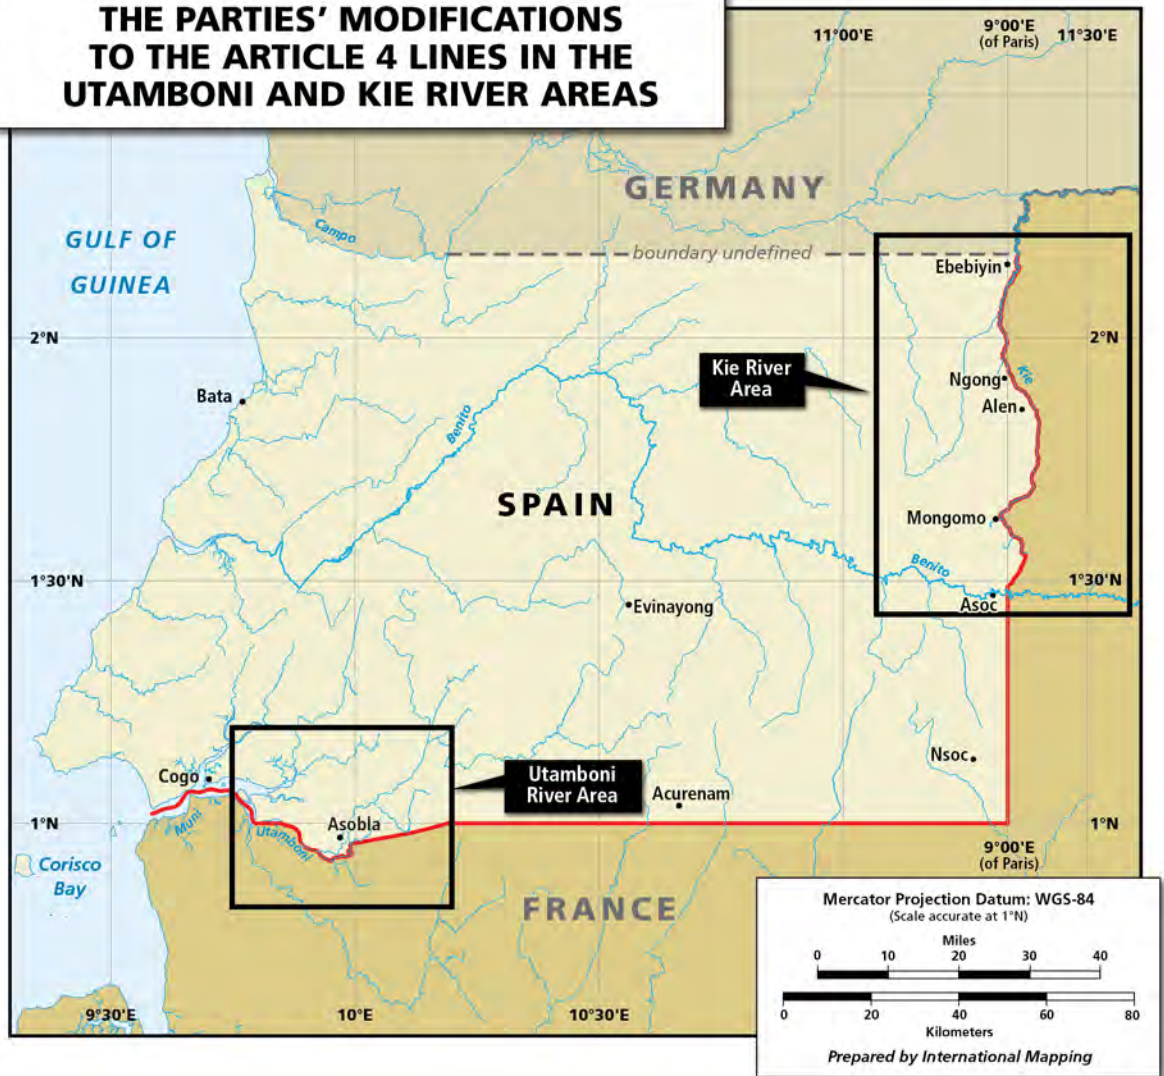 THE PARTIES’ MODIFICATIONS
TO THE ARTICLE 4 LINES IN THE
UTAMBONI AND KIE RIVER AREAS
11°00'E
9°00'E
(of Paris)
11°30'E
GERMANY
Campo
GULF OF
GUINEA
boundary undefined
Ebebiyin
2°N
2°N
Kie River
Area
Ngong
Kie
Alen
Bata
Benito
SPAIN
Mongomo
Benito
1°30'N
1°30'N
Asoc
Evinayong
Nsoc
Cogo
Utamboni
River Area
Acurenam
Muni
Utamboni
Asobla
1°N
1°N
9°00'E
(of Paris)
Corisco
Bay
FRANCE
9°30'E
10°E
10°30'E
Mercator Projection Datum: WGS-84
(Scale accurate at 1°N)
Miles
0 10 20 30 40
0 20 40 60 80
Kilometers
Prepared by International Mapping